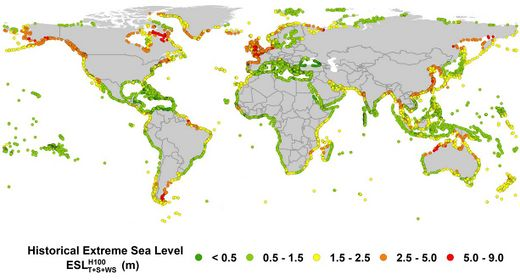 Historical Extreme Sea Level
ESL^{H100}_{T+S+WS} (m)
< 0.5 0.5 - 1.5 1.5 - 2.5 2.5 - 5.0 5.0 - 9.0